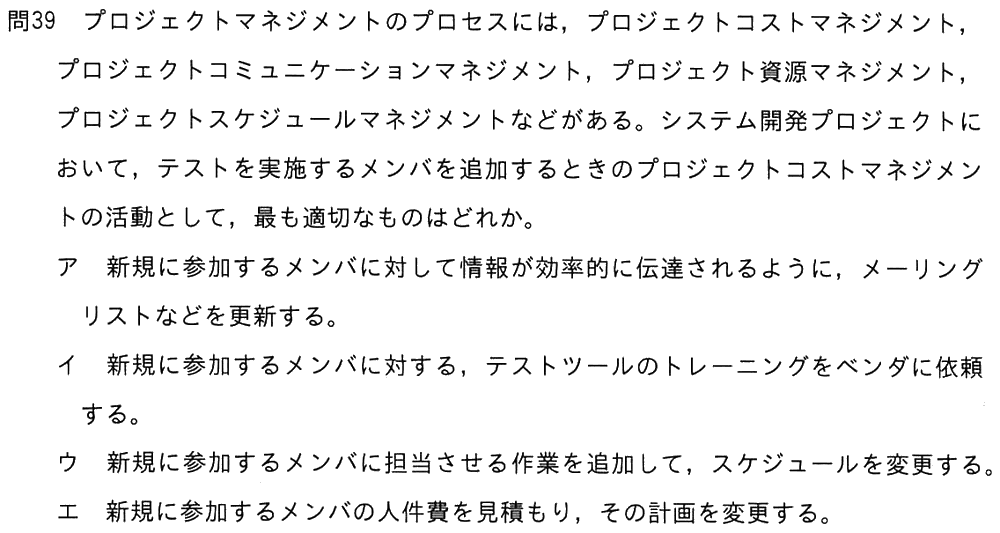 問39 プロジェクトマネジメントのプロセスには，プロジェクトコストマネジメント，
プロジェクトコミュニケーションマネジメント，プロジェクト資源マネジメント，
プロジェクトスケジュールマネジメントなどがある。システム開発プロジェクトに
おいて，テストを実施するメンバを追加するときのプロジェクトコストマネジメン
トの活動として，最も適切なものはどれか。
ア 新規に参加するメンバに対して情報が効率的に伝達されるように，メーリング
リストなどを更新する。
イ 新規に参加するメンバに対する，テストツールのトレーニングをベンダに依頼
する。
ウ 新規に参加するメンバに担当させる作業を追加して，スケジュールを変更する。
エ 新規に参加するメンバの人件費を見積もり，その計画を変更する。